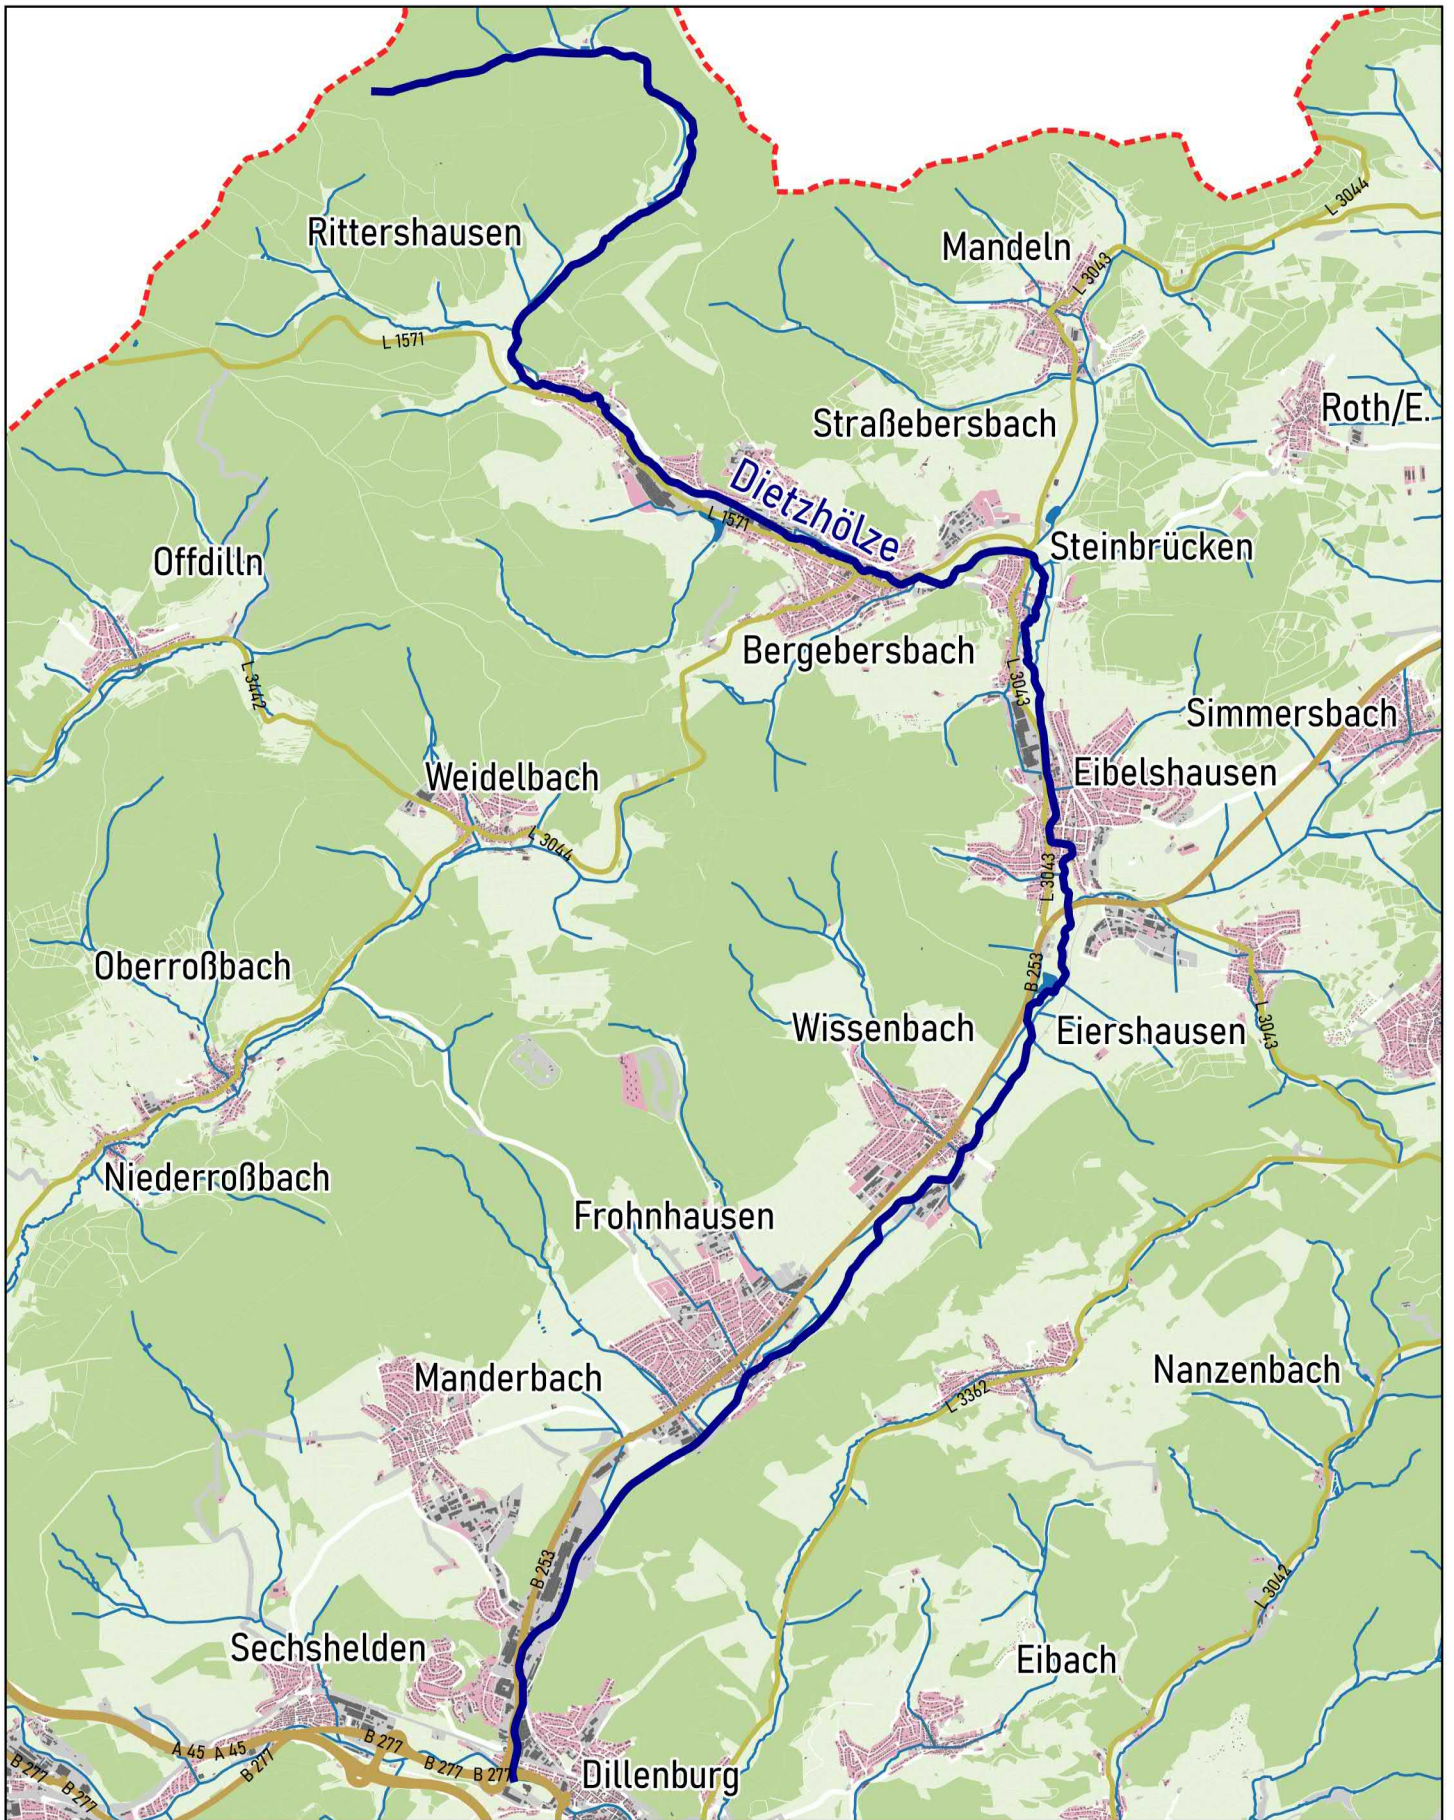 L 3044
Rittershausen
Mandeln
L 3043
L 1571
Roth/E.
Straßebersbach
Dietzhölze
L 1571
Steinbrücken
Offdilln
Bergebersbach
L 3442
L 3043
Simmersbach
Eibelshausen
Weidelbach
L 3044
L 3043
Oberroßbach
B 253
Wissenbach
Eiershausen
L 3043
Niederroßbach
Frohnhausen
Manderbach
Nanzenbach
L 3362
B 253
L 3042
Sechshelden
Eibach
A 45
A 45
B 277
B 277
B 277
B 277
B 277
B 277
Dillenburg